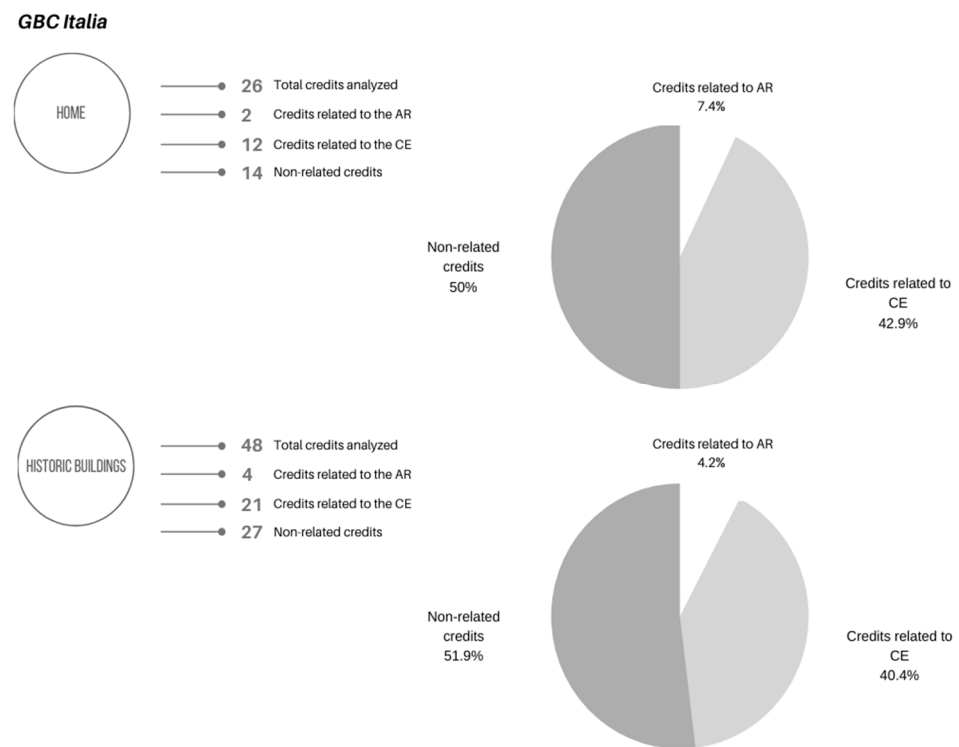 GBC Italia
HOME
26 Total credits analyzed
2 Credits related to the AR
12 Credits related to the CE
14 Non-related credits
Credits related to AR
7.4%
Non-related
credits
50%
Credits related to
CE
42.9%
HISTORIC BUILDINGS
48 Total credits analyzed
4 Credits related to the AR
21 Credits related to the CE
27 Non-related credits
Credits related to AR
4.2%
Non-related
credits
51.9%
Credits related to
CE
40.4%